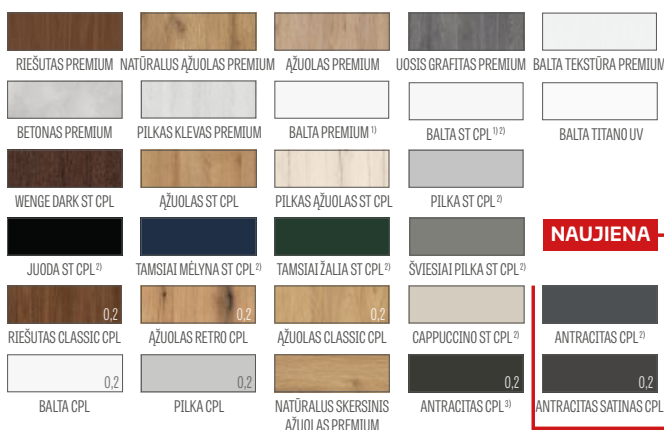 RIEŠUTAS PREMIUM NATŪRALUS ĄŽUOLAS PREMIUM ĄŽUOLAS PREMIUM UOSIS GRAFITAS PREMIUM BALTA TEKSTŪRA PREMIUM
BETONAS PREMIUM PILKAS KLEVAS PREMIUM BALTA PREMIUM 1) BALTA ST CPL 1) 2) BALTA TITANO UV
WENGE DARK ST CPL ĄŽUOLAS ST CPL PILKAS ĄŽUOLAS ST CPL PILKA ST CPL 2)
NAUJIENA
JUODA ST CPL 2) TAMSIAI MĖLYNA ST CPL 2) TAMSIAI ŽALIA ST CPL 2) ŠVIESIAI PILKA ST CPL 2)
0,2 0,2 0,2
RIEŠUTAS CLASSIC CPL ĄŽUOLAS RETRO CPL ĄŽUOLAS CLASSIC CPL CAPPUCCINO ST CPL 2) ANTRACITAS CPL 2)
0,2 0,2 0,2 0,2
BALTA CPL PILKA CPL NATŪRALUS SKERSINIS ANTRACITAS CPL 3) ANTRACITAS SATINAS CPL
ĄŽUOLAS PREMIUM